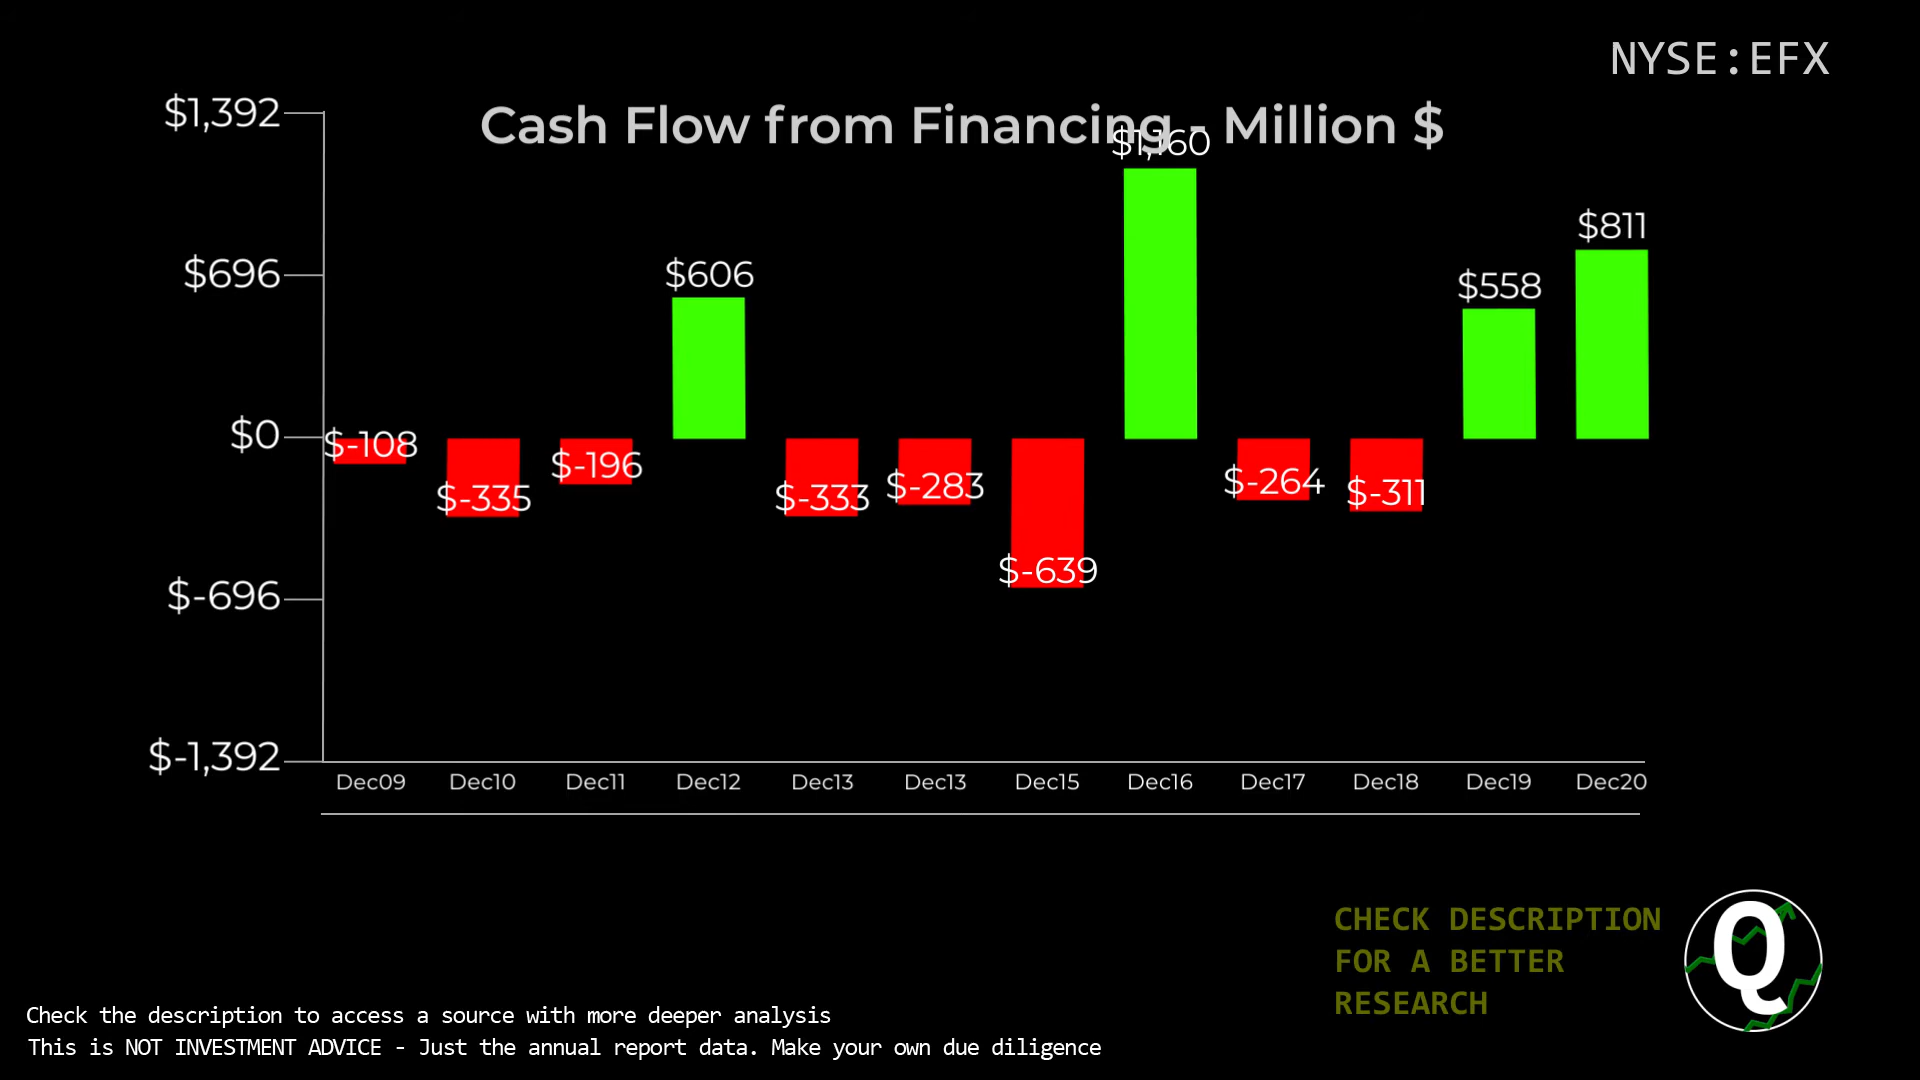 NYSE:EFX
Cash Flow from Financing - Million $
$1,392
$696
$0
$-696
$-1,392
$-108
$-335
$-196
$606
$-333
$-283
$-639
$1,160
$-264
$-311
$558
$811
Dec09 Dec10 Dec11 Dec12 Dec13 Dec13 Dec15 Dec16 Dec17 Dec18 Dec19 Dec20
CHECK DESCRIPTION
FOR A BETTER
RESEARCH
Q
Check the description to access a source with more deeper analysis
This is NOT INVESTMENT ADVICE - Just the annual report data. Make your own due diligence